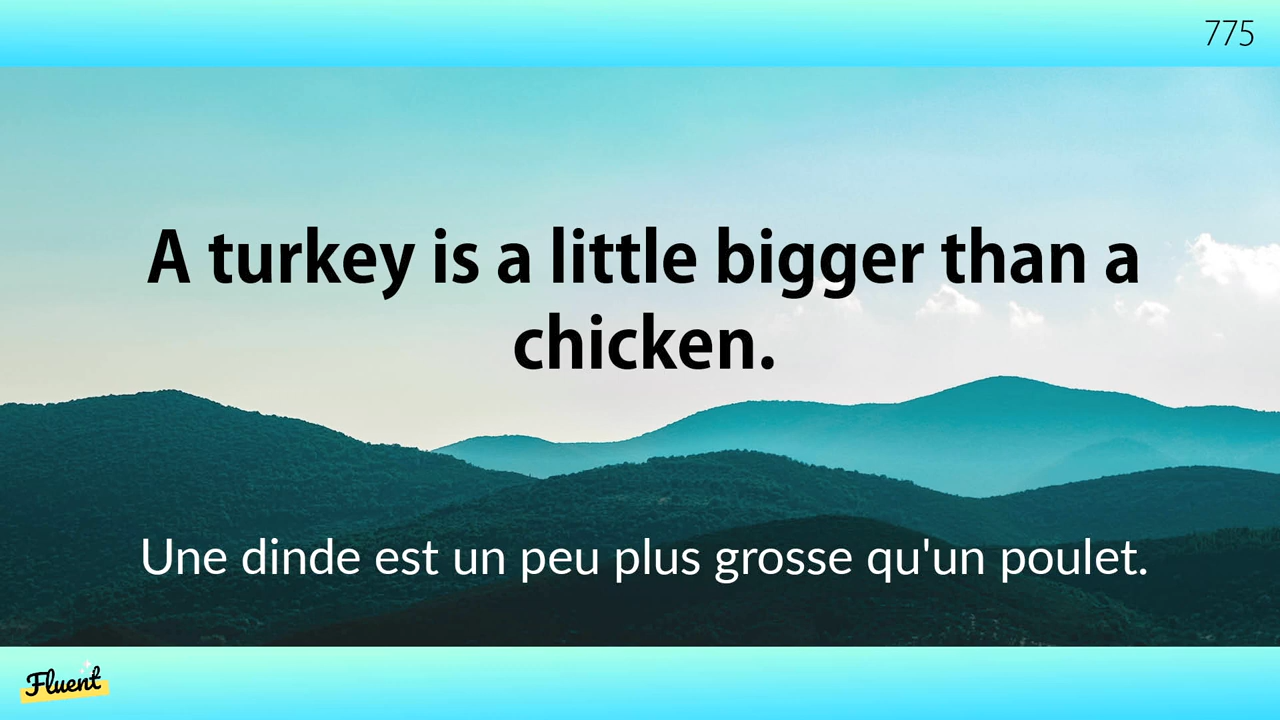 775
A turkey is a little bigger than a
chicken.
Une dinde est un peu plus grosse qu'un poulet.
Fluent